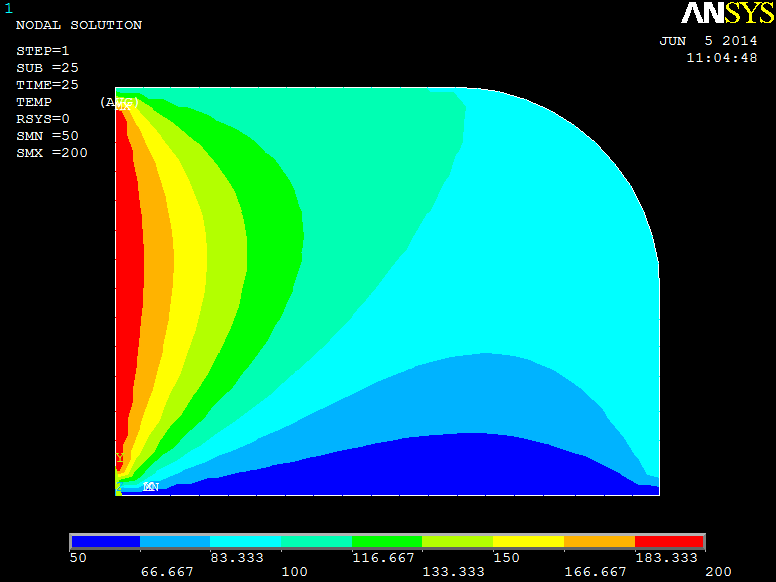 1
ANSYS
NODAL SOLUTION
JUN 5 2014
11:04:48
STEP=1
SUB =25
TIME=25
TEMP (AVG)
RSYS=0
SMN =50
SMX =200
MX
Y
MN
50 83.333 116.667 150 183.333
66.667 100 133.333 166.667 200